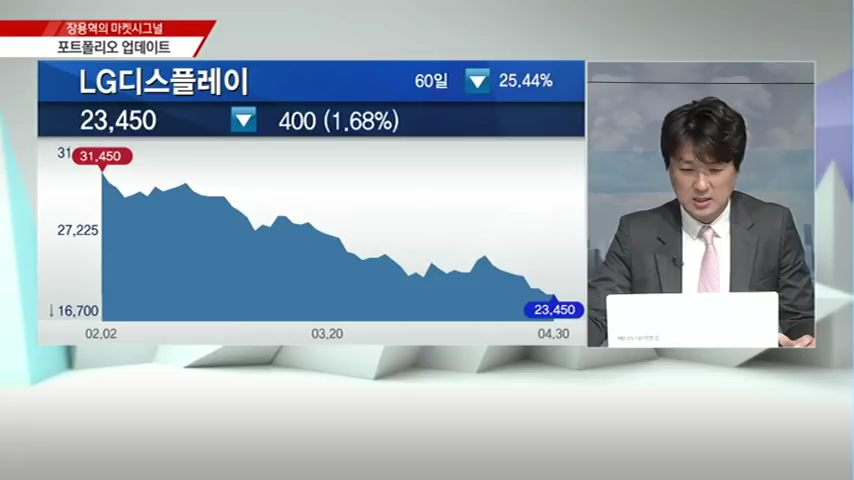 장용혁의 마켓시그널
포트폴리오 업데이트
LG디스플레이
60일 ▼ 25.44%
23,450 ▼ 400 (1.68%)
31
31,450
27,225
↓16,700
23,450
02.02
03.20
04.30